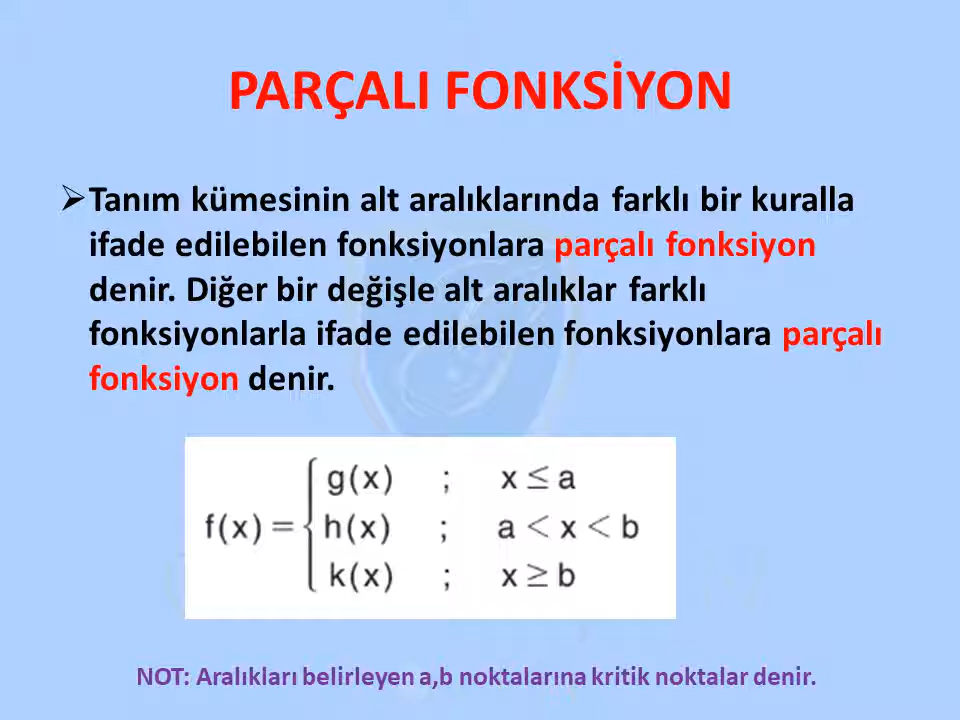 PARÇALI FONKSİYON
➢Tanım kümesinin alt aralıklarında farklı bir kuralla
ifade edilebilen fonksiyonlara parçalı fonksiyon
denir. Diğer bir değişle alt aralıklar farklı
fonksiyonlarla ifade edilebilen fonksiyonlara parçalı
fonksiyon denir.
g(x) ; x ≤ a
f(x) = { h(x) ; a < x < b
k(x) ; x ≥ b
NOT: Aralıkları belirleyen a,b noktalarına kritik noktalar denir.